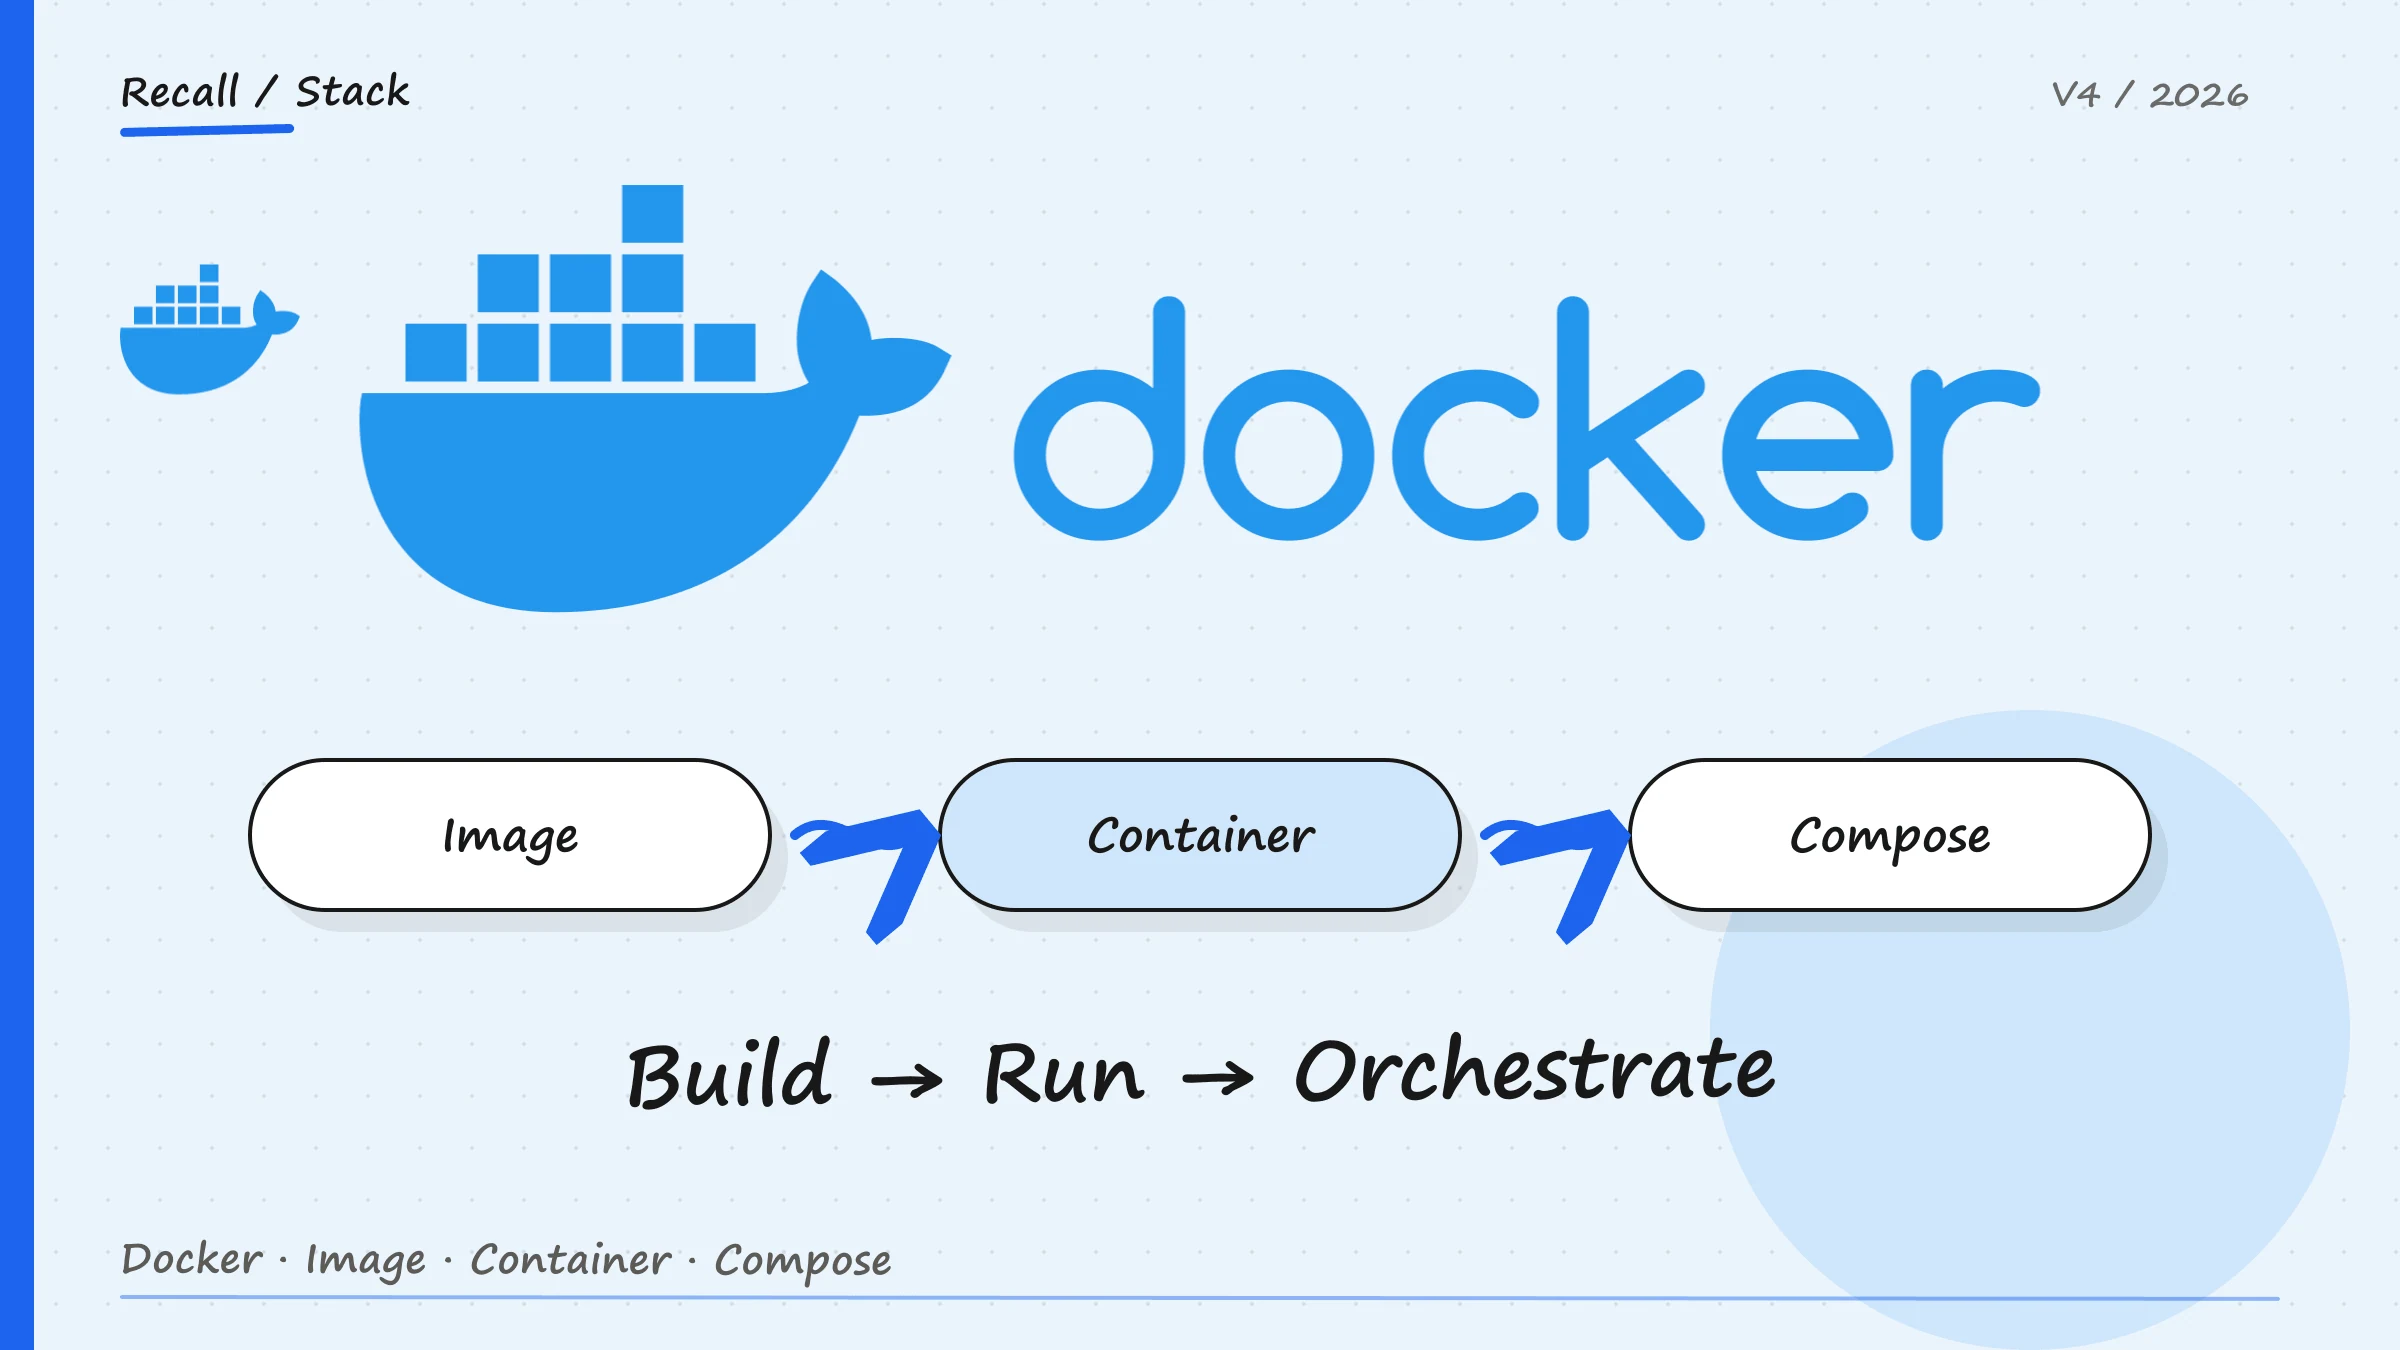 Recall / Stack
V4 / 2026
docker
Image
Container
Compose
Build → Run → Orchestrate
Docker · Image · Container · Compose